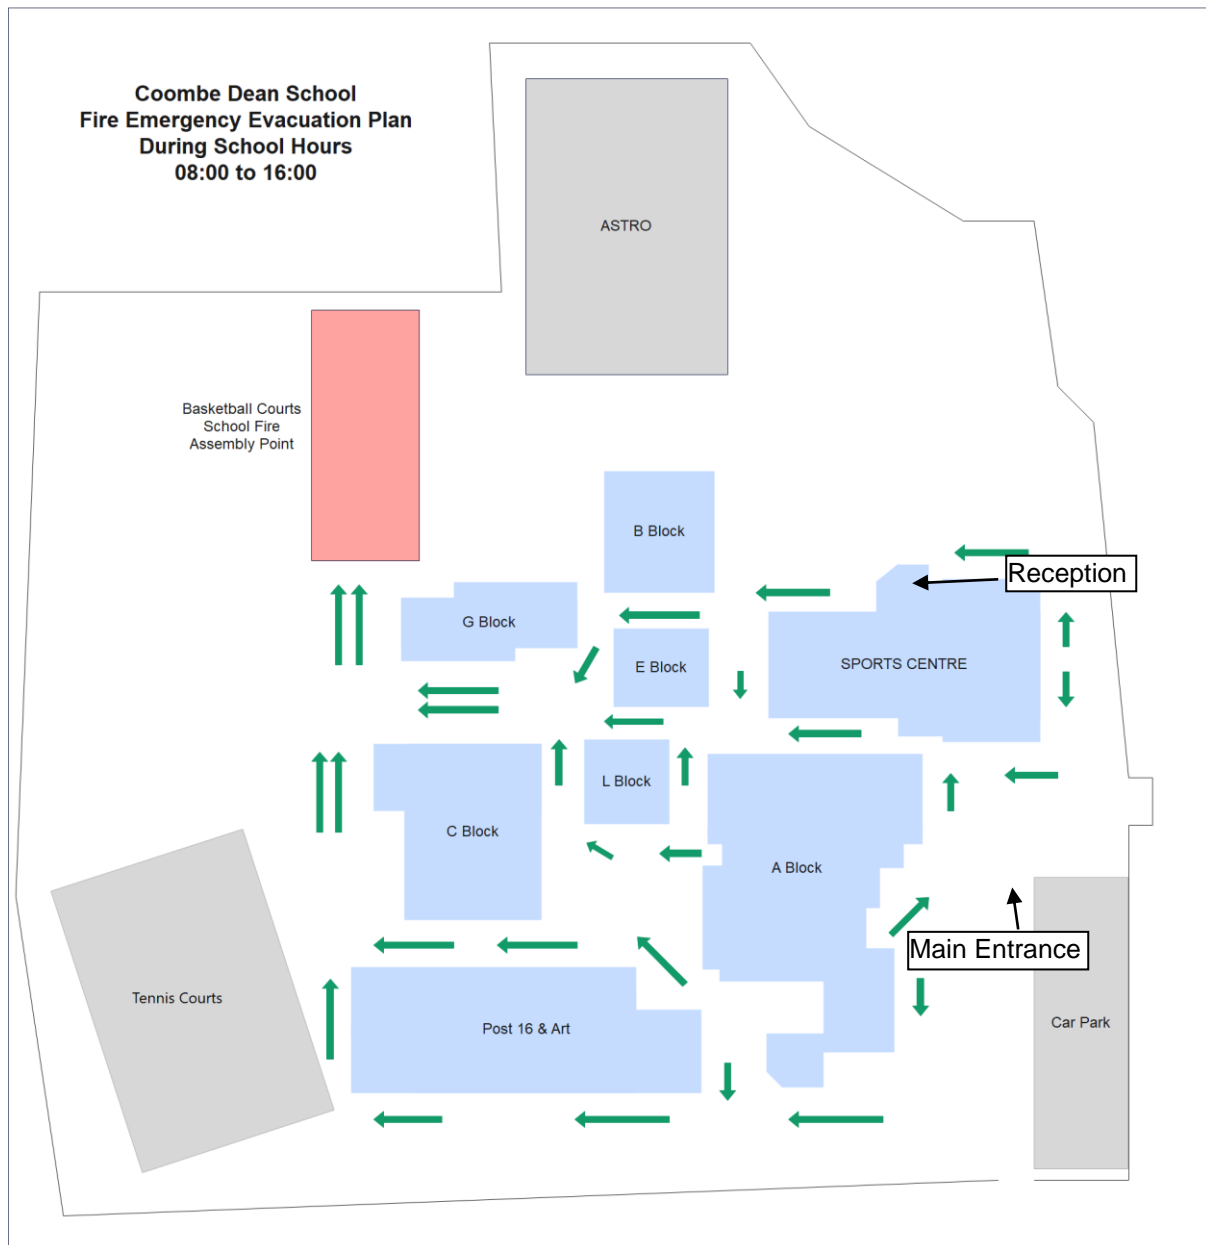 Coombe Dean School
Fire Emergency Evacuation Plan
During School Hours
08:00 to 16:00
ASTRO
Basketball Courts
School Fire
Assembly Point
B Block
Reception
G Block
E Block
SPORTS CENTRE
L Block
C Block
A Block
Main Entrance
Tennis Courts
Post 16 & Art
Car Park